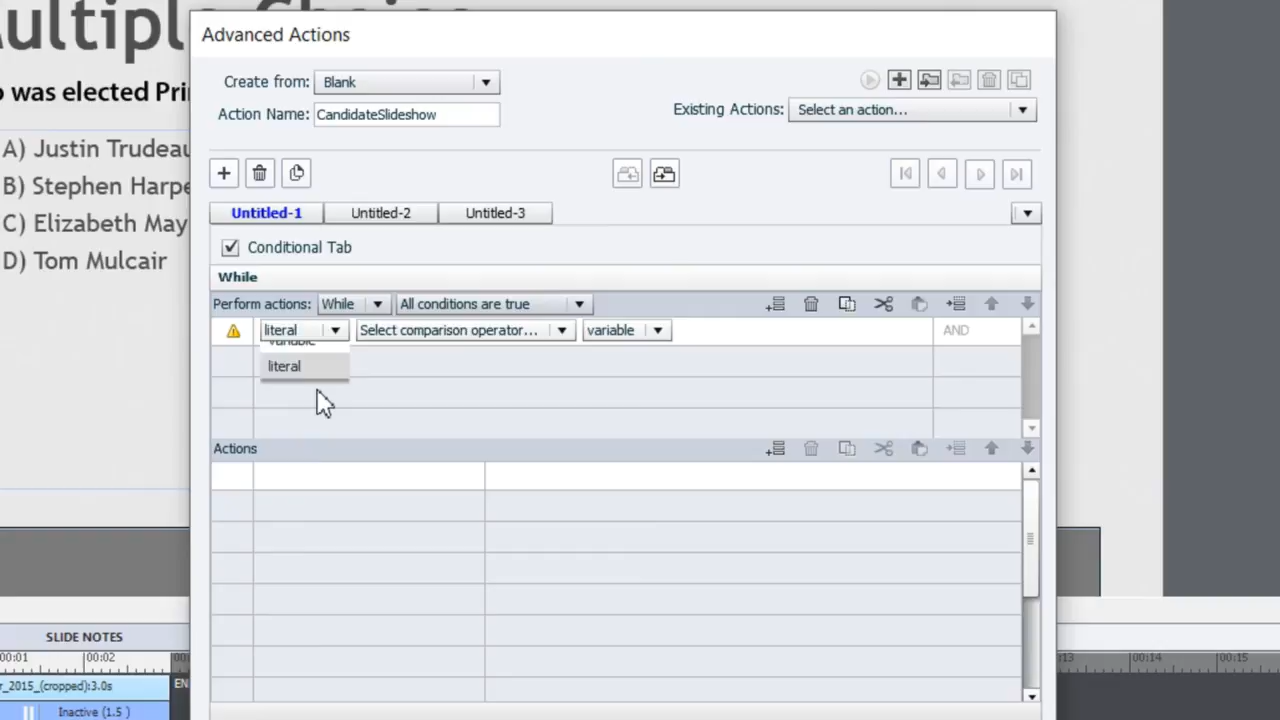 Advanced Actions
Create from: Blank
Action Name: CandidateSlideshow
Existing Actions: Select an action...
was elected
A) Justin Trudeau
B) Stephen Harpe
C) Elizabeth May
D) Tom Mulcair
Untitled-1 Untitled-2 Untitled-3
Conditional Tab
While
Perform actions: While All conditions are true
literal Select comparison operator... variable AND
variable
literal
Actions
SLIDE NOTES
00:01 00:02 :13 00:14 00:15
r_2015_(cropped):3.0s EN
Inactive (1.5 )